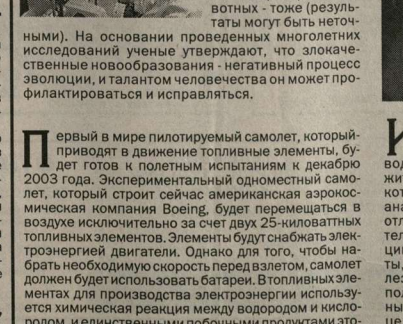 вотных - тоже (резуль-
таты могут быть неточ-
ными). На основании проведенных многолетних
исследований ученые утверждают, что злокаче-
ственные новообразования - негативный процесс
эволюции, и талантом человечества он может про-
филактироваться и исправляться.
Первый в мире пилотируемый самолет, который-
приводят в движение топливные элементы, бу-
дет готов к полетным испытаниям к декабрю
2003 года. Экспериментальный одноместный само-
лет, который строит сейчас американская аэрокос-
мическая компания Boeing, будет перемещаться в
воздухе исключительно за счет двух 25-киловаттных
топливных элементов. Элементы будут снабжать элек-
троэнергией двигатели. Однако для того, чтобы на-
брать необходимую скорость перед взлетом, самолет
должен будет использовать батареи. В топливных эле-
ментах для производства электроэнергии использу-
ется химическая реакция между водородом и кисло-
родом, и единственными побочными продуктами это-